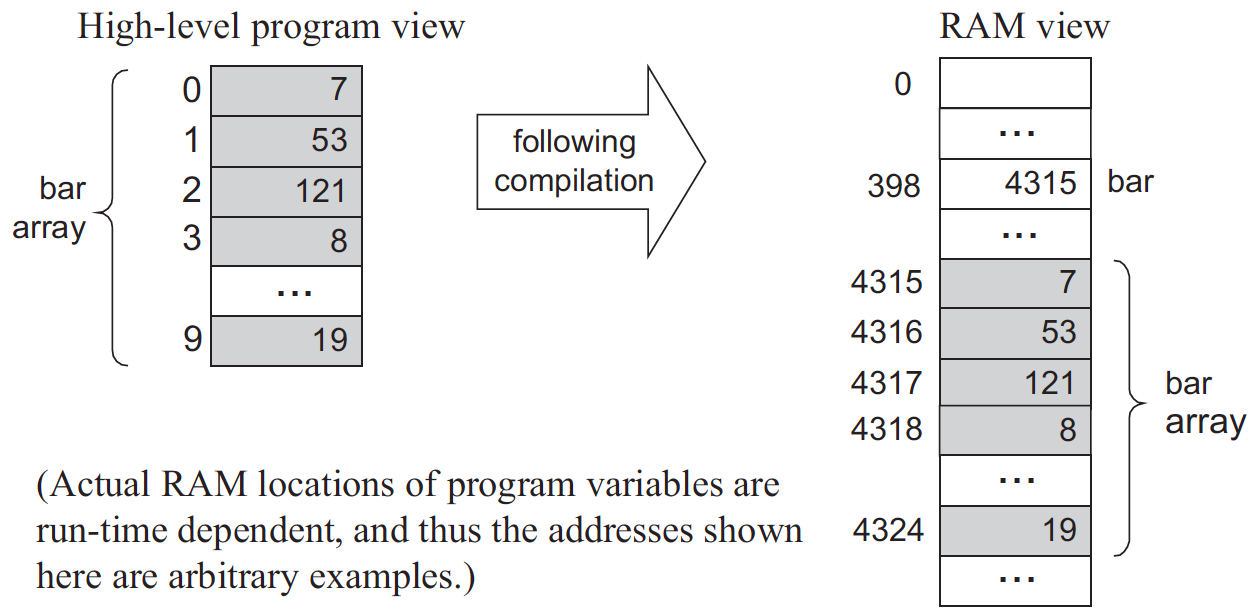 High-level program view
bar
array
0 7
1 53
2 121
3 8
...
9 19
following
compilation
RAM view
0
...
398 4315 bar
...
4315 7
4316 53
4317 121
4318 8
...
4324 19
...
bar
array
(Actual RAM locations of program variables are
run-time dependent, and thus the addresses shown
here are arbitrary examples.)